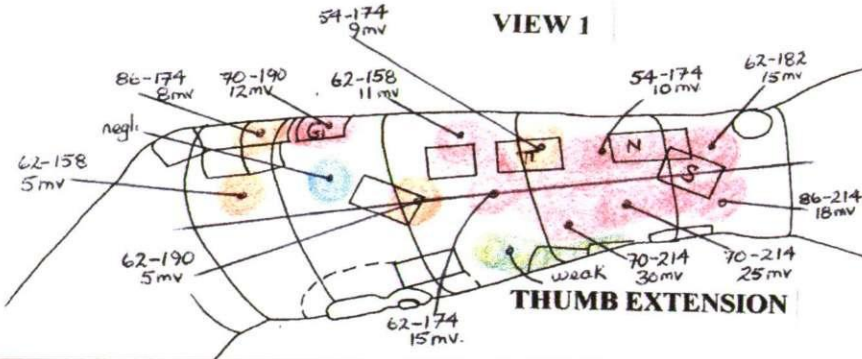 54-174
9mv
VIEW 1
86-174
8mv
70-190
12mv
62-158
11mv
54-174
10mv
62-182
15mv
negli.
G1
π
N
62-158
5mv
86-214
18mv
62-190
5mv
weak
70-214
30mv
70-214
25mv
62-174
15mv.
THUMB EXTENSION